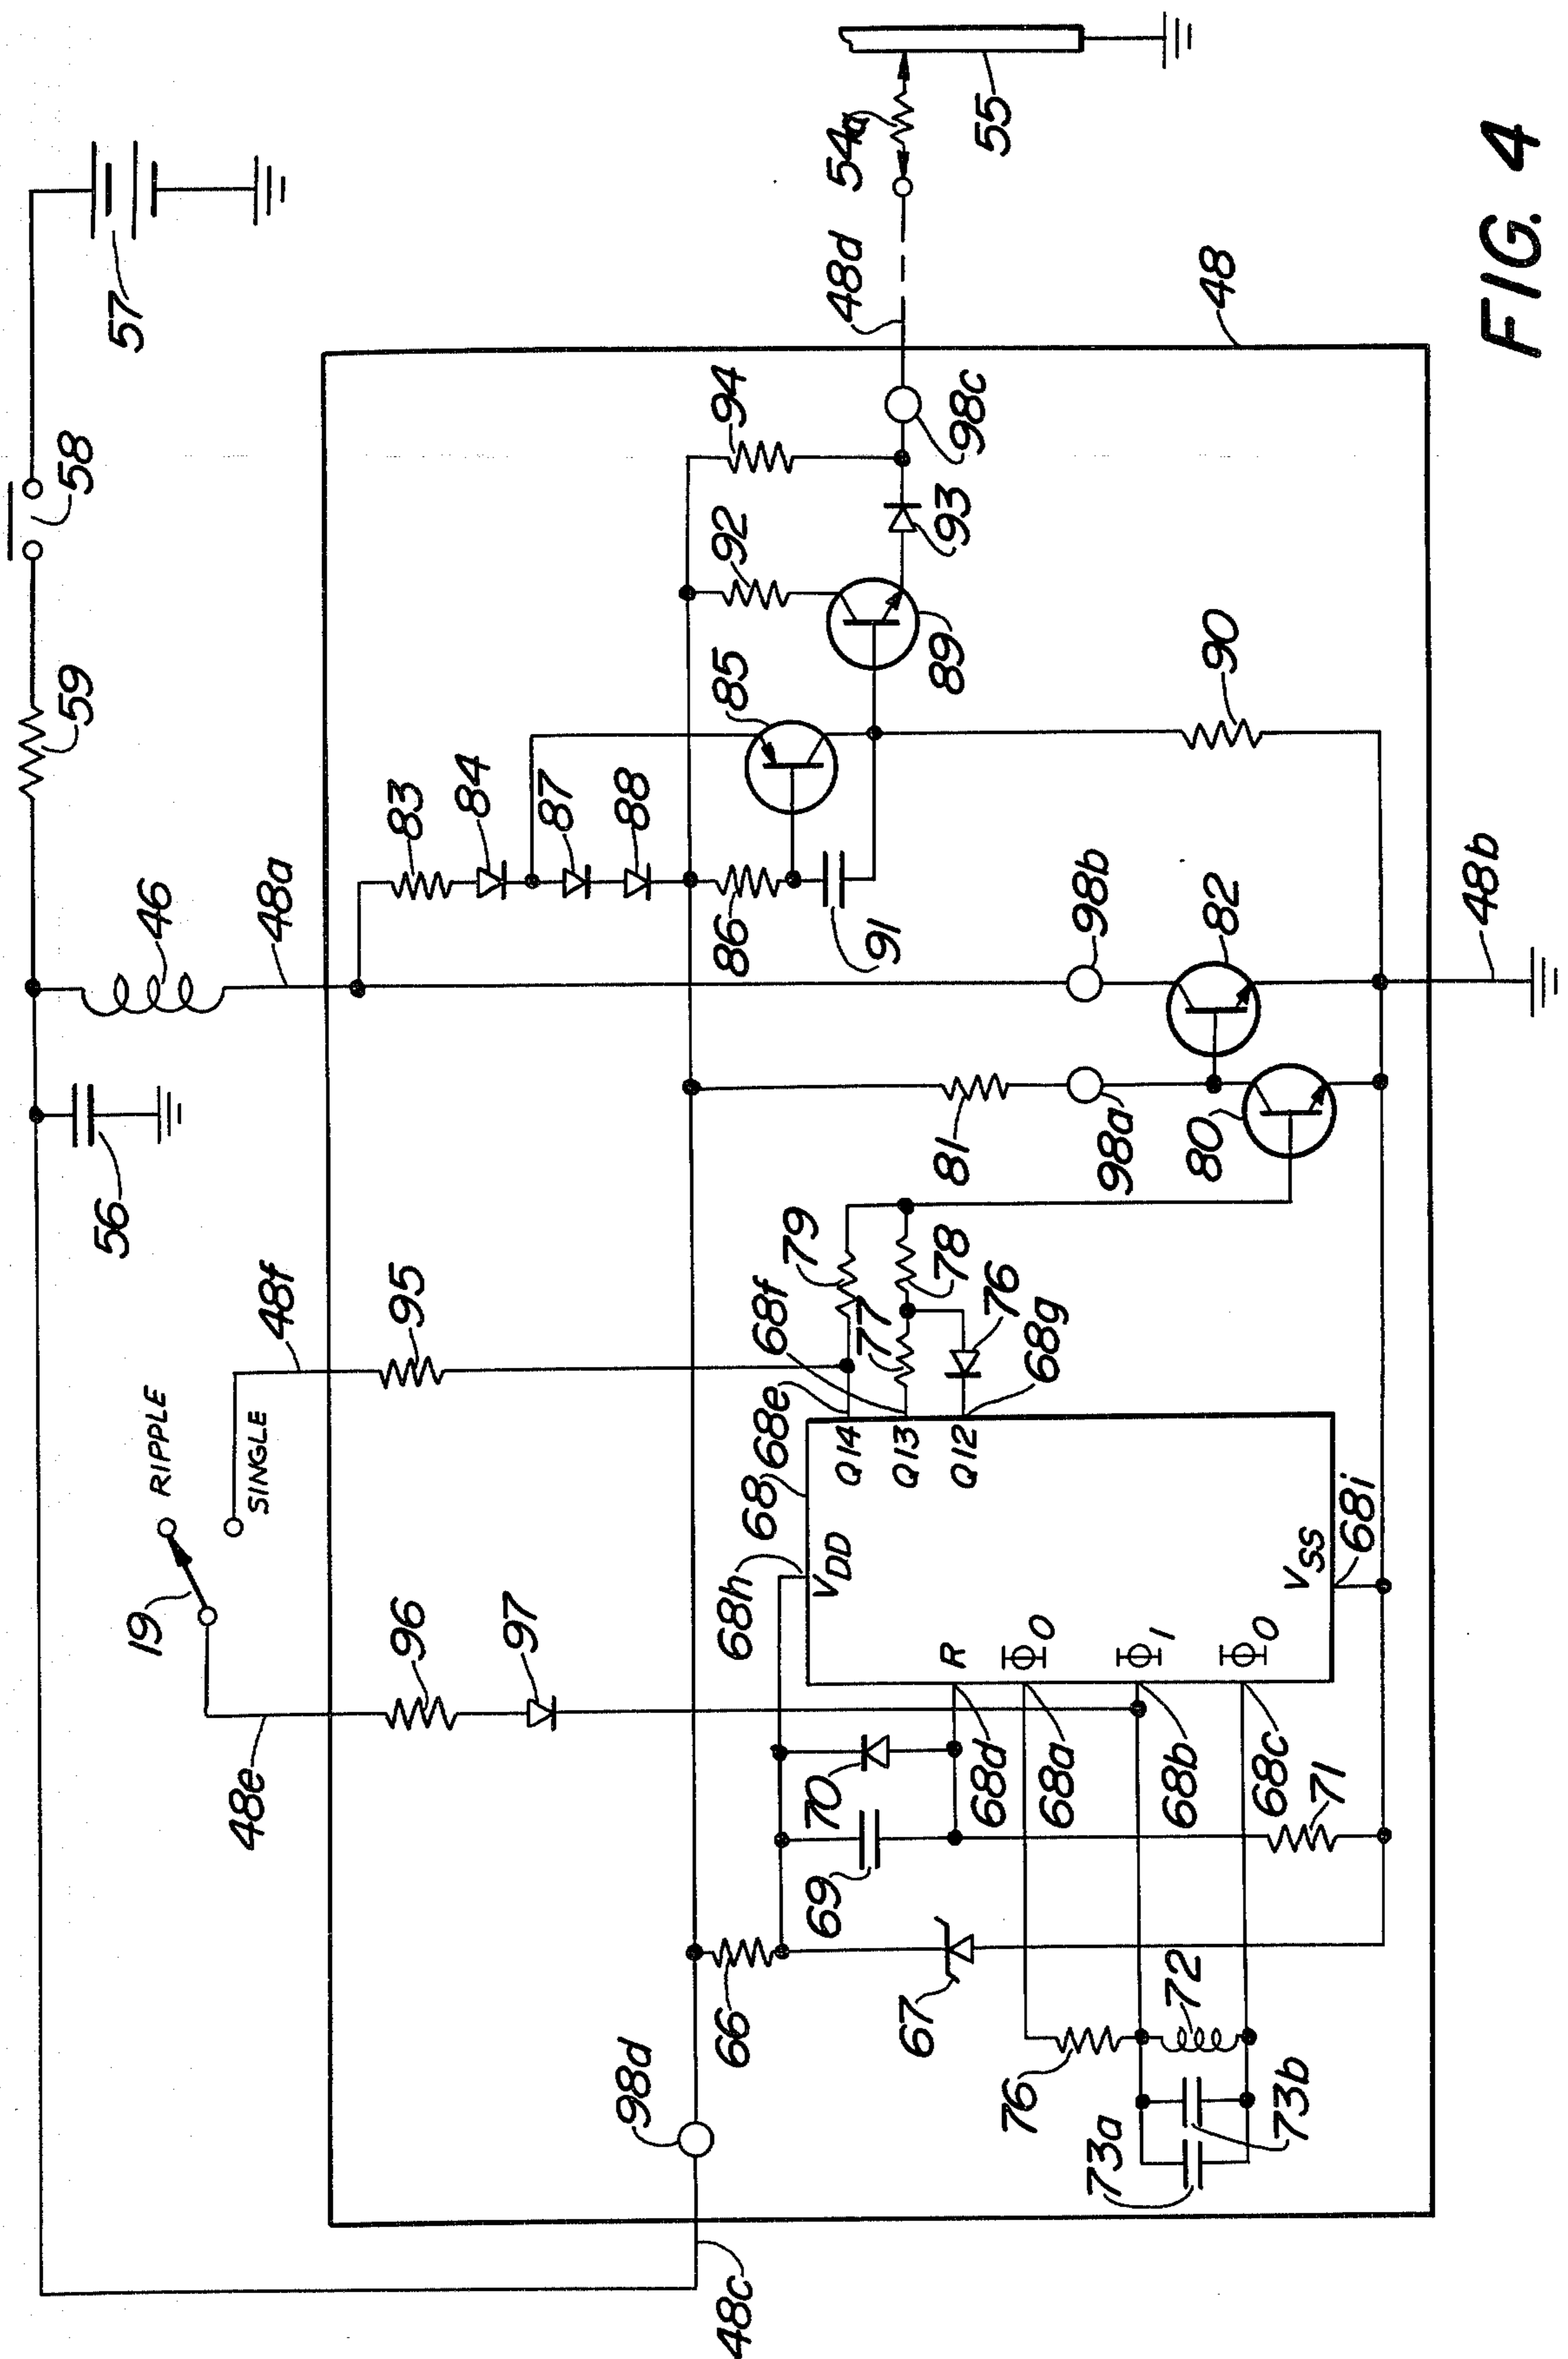 59
58
57
56
46
19
RIPPLE
SINGLE
48e
48f
48a
96
95
83
84
97
87
88
98d
48c
66
68h
68
68e
68f
79
86
85
92
94
69
70
VDD
Q14
77
91
48d
54a
67
R
Q13
78
81
89
93
98c
55
Q12
76
68d
76
Φ0
68a
68g
98a
98b
73a
Φ1
68b
72
80
82
90
48
Φ0
68c
73b
71
VSS
68i
48b
FIG. 4